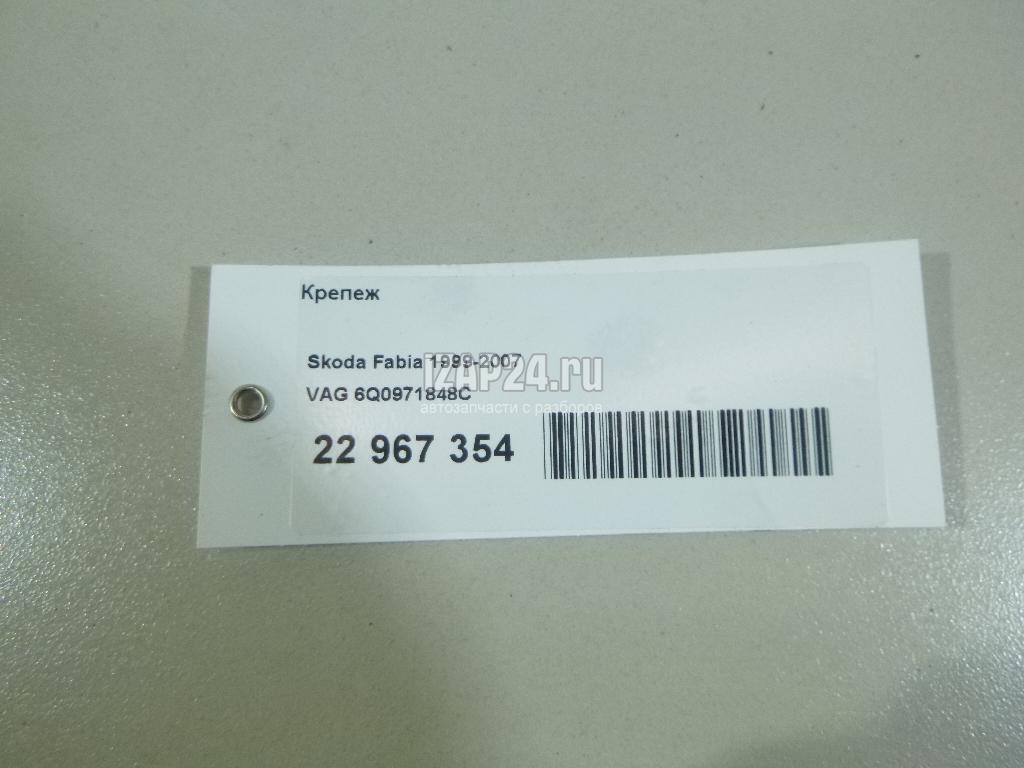 Крепеж
Skoda Fabia 1999-2007
IZAP24.ru
VAG 6Q0971848C
автозапчасти с разборов
22 967 354